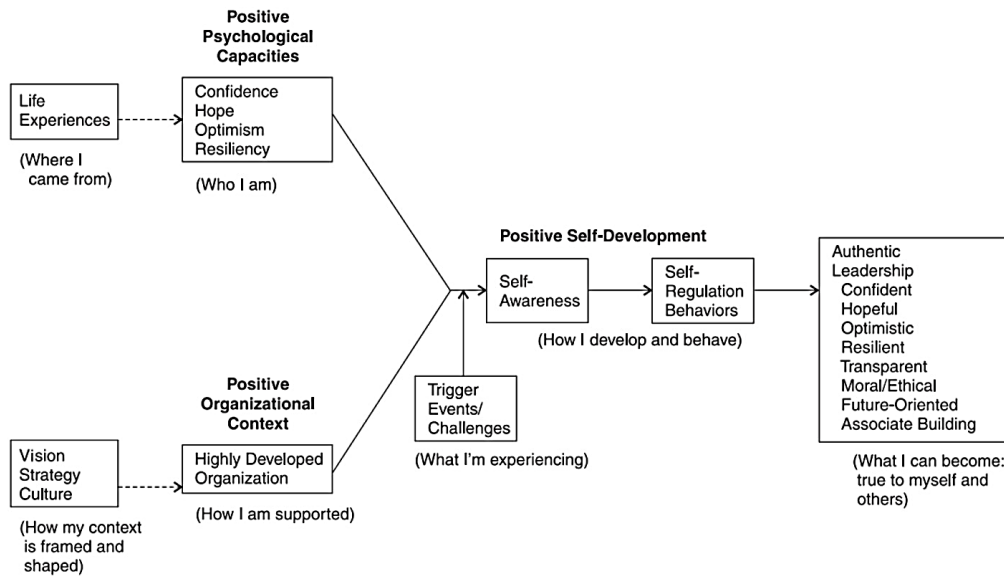 Positive
Psychological
Capacities
Life
Experiences
(Where I
came from)
Confidence
Hope
Optimism
Resiliency
(Who I am)
Positive
Organizational
Context
Vision
Strategy
Culture
(How my context
is framed and
shaped)
Highly Developed
Organization
(How I am supported)
Trigger
Events/
Challenges
(What I'm experiencing)
Positive Self-Development
Self-
Awareness
Self-
Regulation
Behaviors
(How I develop and behave)
Authentic
Leadership
Confident
Hopeful
Optimistic
Resilient
Transparent
Moral/Ethical
Future-Oriented
Associate Building
(What I can become:
true to myself and
others)